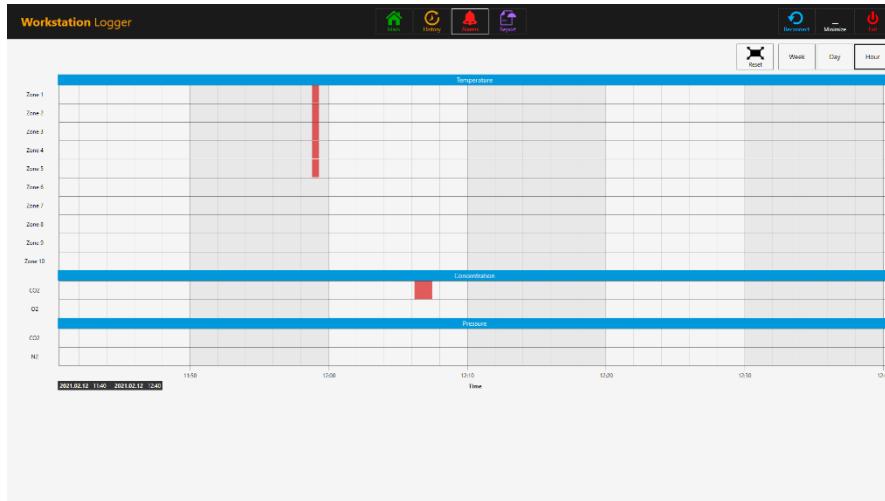 Workstation Logger
Main History Alarms Report Reconnect Minimize Exit
Reset Week Day Hour
Temperature
Zone 1
Zone 2
Zone 3
Zone 4
Zone 5
Zone 6
Zone 7
Zone 8
Zone 9
Zone 10
Concentration
CO2
O2
Pressure
CO2
N2
11:50 12:00 12:10 12:20 12:30
2021.02.12 11:40 2021.02.12 12:40
Time